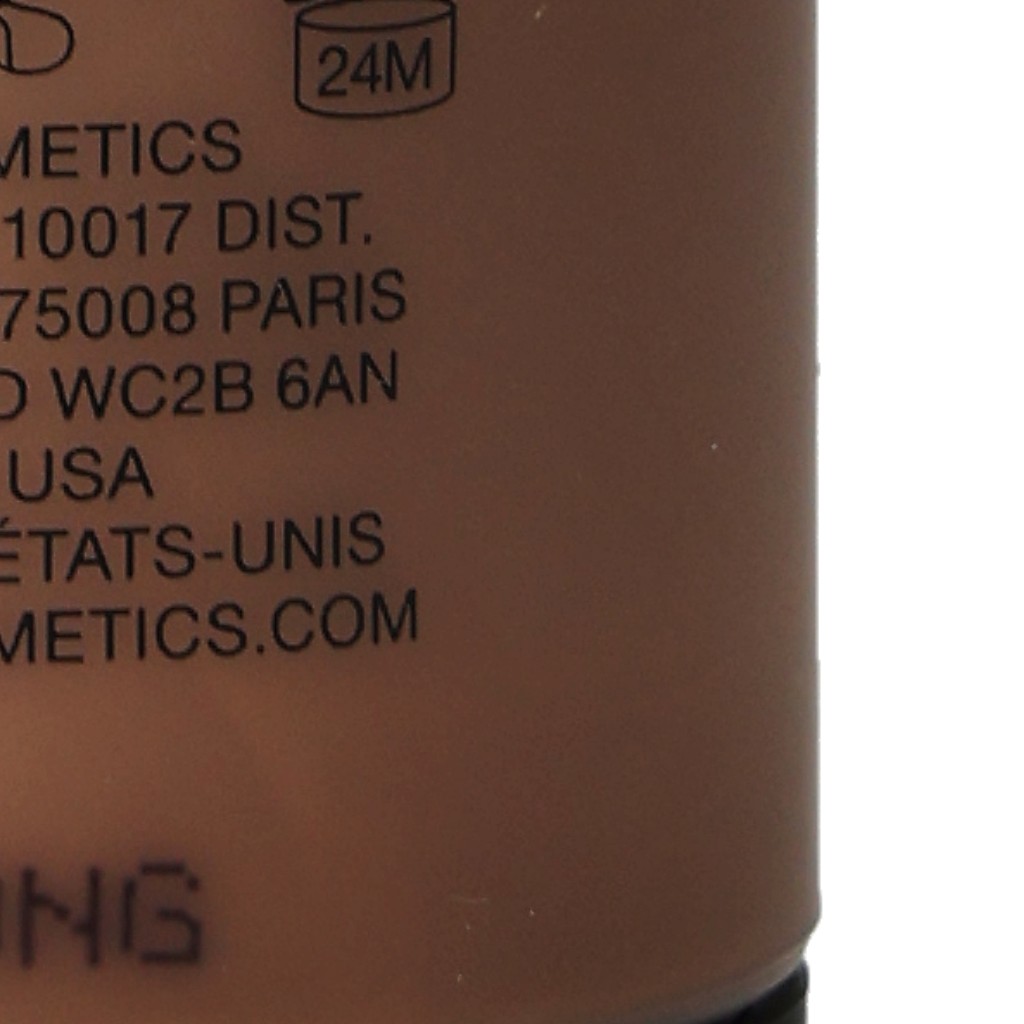 24M
METICS
10017 DIST.
75008 PARIS
D WC2B 6AN
USA
ÉTATS-UNIS
METICS.COM
NG